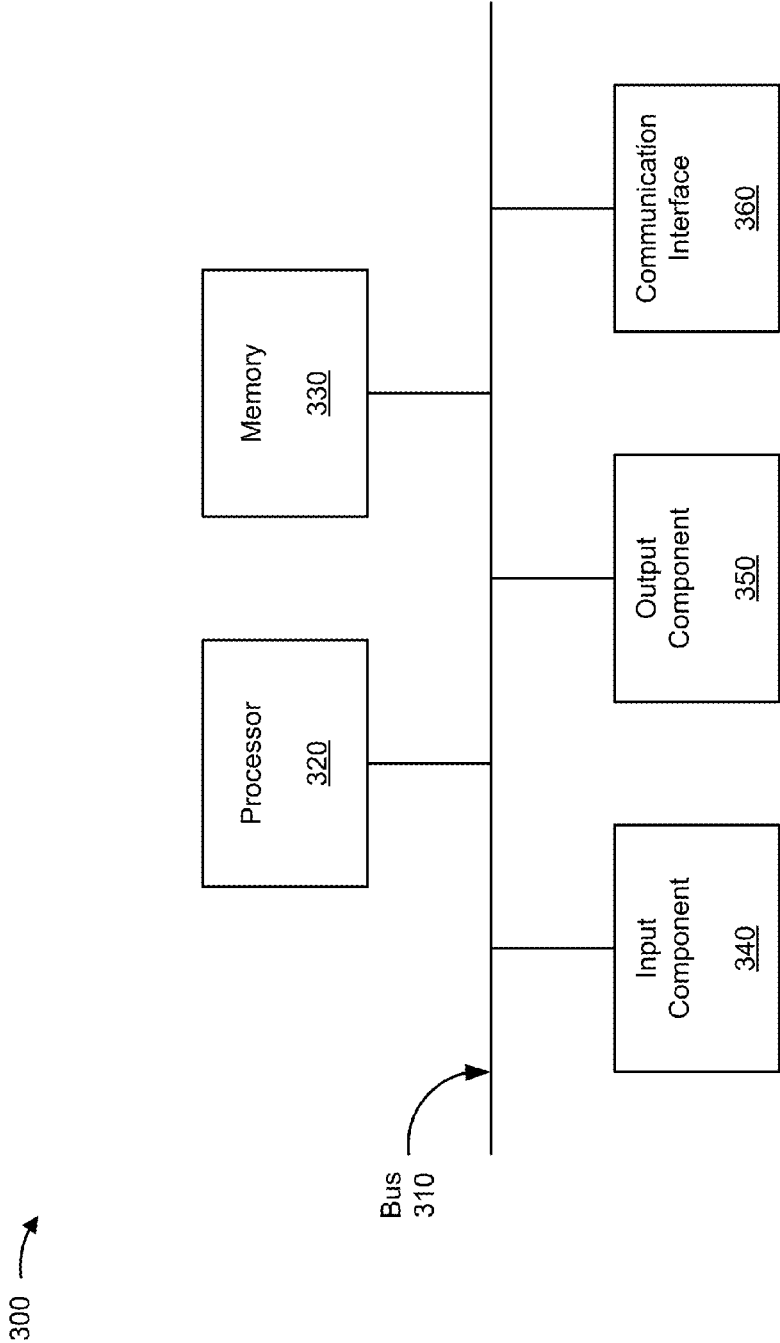 300
Bus
310
Processor
320
Memory
330
Input
Component
340
Output
Component
350
Communication
Interface
360